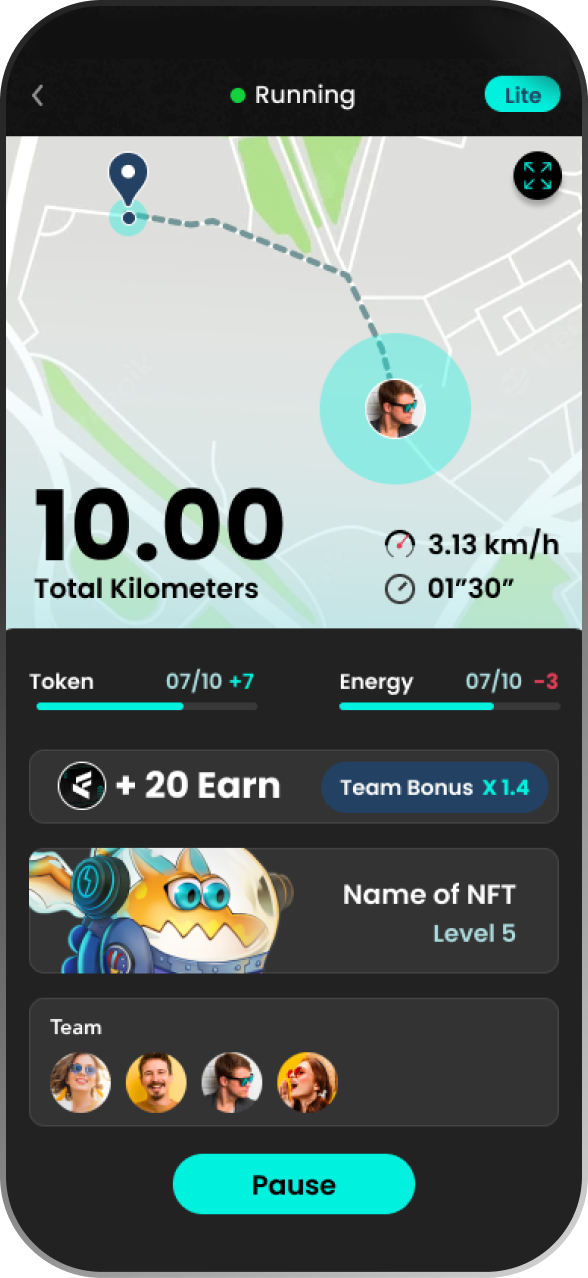 Running
Lite
10.00
Total Kilometers
3.13 km/h
01”30”
Token 07/10 +7
Energy 07/10 -3
+ 20 Earn
Team Bonus X 1.4
Name of NFT
Level 5
Team
Pause